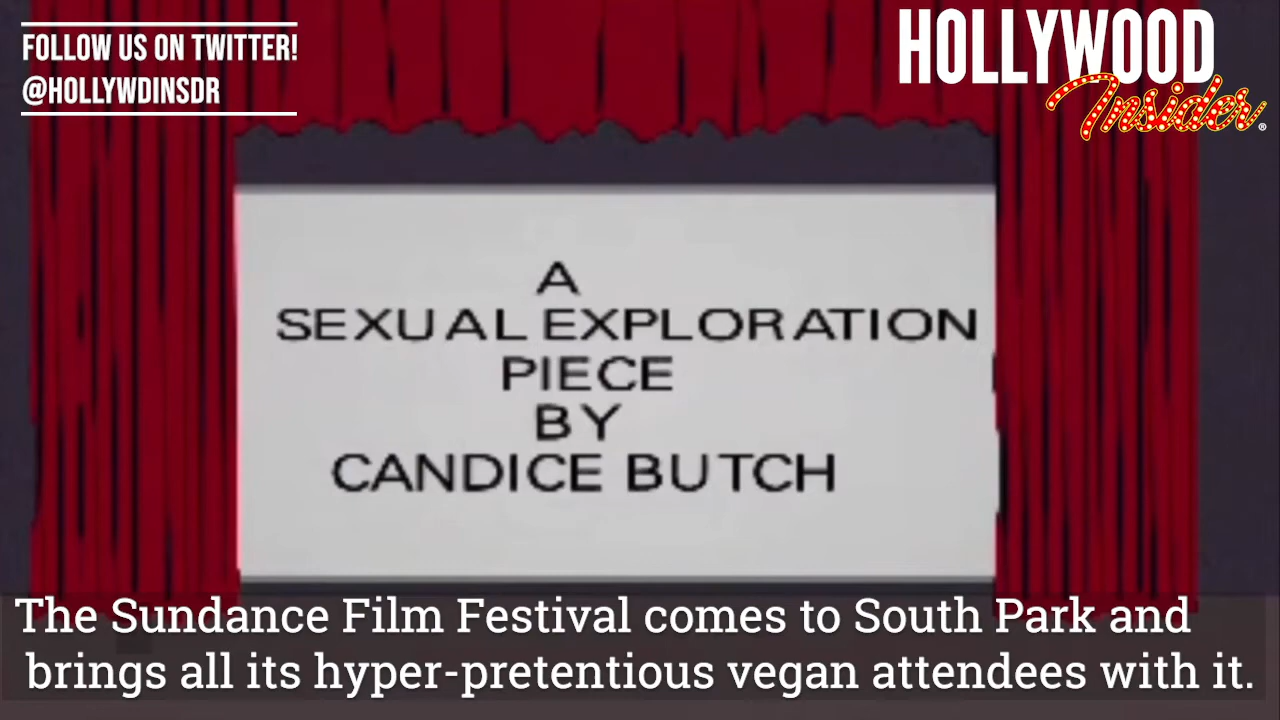 FOLLOW US ON TWITTER!
@HOLLYWDINSDR
HOLLYWOOD
Insider®
A
SEXUAL EXPLORATION
PIECE
BY
CANDICE BUTCH
The Sundance Film Festival comes to South Park and
brings all its hyper-pretentious vegan attendees with it.